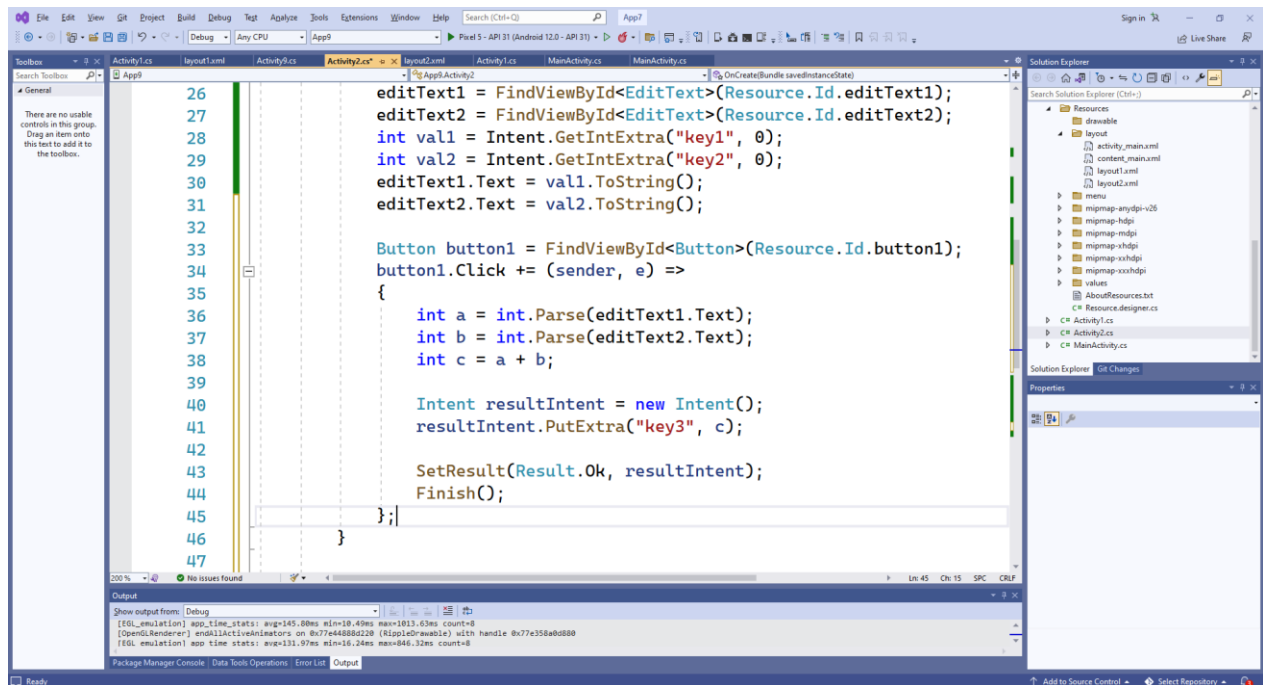 File Edit View Git Project Build Debug Test Analyze Tools Extensions Window Help Search (Ctrl+Q) App7 Sign in
Debug Any CPU App9 Pixel 5 - API 31 (Android 12.0 - API 31) Live Share
Toolbox
Search Toolbox
General
There are no usable
controls in this group.
Drag an item onto
this text to add it to
the toolbox.
Activity1.cs layout1.xml Activity9.cs Activity2.cs* layout2.xml Activity1.cs MainActivity.cs MainActivity.cs
App9 App9.Activity2 OnCreate(Bundle savedInstanceState)
26 editText1 = FindViewById<EditText>(Resource.Id.editText1);
27 editText2 = FindViewById<EditText>(Resource.Id.editText2);
28 int val1 = Intent.GetIntExtra("key1", 0);
29 int val2 = Intent.GetIntExtra("key2", 0);
30 editText1.Text = val1.ToString();
31 editText2.Text = val2.ToString();
32
33 Button button1 = FindViewById<Button>(Resource.Id.button1);
34 button1.Click += (sender, e) =>
35 {
36 int a = int.Parse(editText1.Text);
37 int b = int.Parse(editText2.Text);
38 int c = a + b;
39
40 Intent resultIntent = new Intent();
41 resultIntent.PutExtra("key3", c);
42
43 SetResult(Result.Ok, resultIntent);
44 Finish();
45 };
46 }
47
200 % No issues found Ln: 45 Ch: 15 SPC CRLF
Output
Show output from: Debug
[EGL_emulation] app_time_stats: avg=145.80ms min=10.49ms max=1013.63ms count=8
[OpenGLRenderer] endAllActiveAnimators on 0x77e44888d220 (RippleDrawable) with handle 0x77e358a0d880
[EGL_emulation] app_time_stats: avg=131.97ms min=16.24ms max=846.32ms count=8
Package Manager Console Data Tools Operations Error List Output
Solution Explorer
Search Solution Explorer (Ctrl+;)
Resources
drawable
layout
activity_main.xml
content_main.xml
layout1.xml
layout2.xml
menu
mipmap-anydpi-v26
mipmap-hdpi
mipmap-mdpi
mipmap-xhdpi
mipmap-xxhdpi
mipmap-xxxhdpi
values
AboutResources.txt
C# Resource.designer.cs
C# Activity1.cs
C# Activity2.cs
C# MainActivity.cs
Solution Explorer Git Changes
Properties
Ready Add to Source Control Select Repository